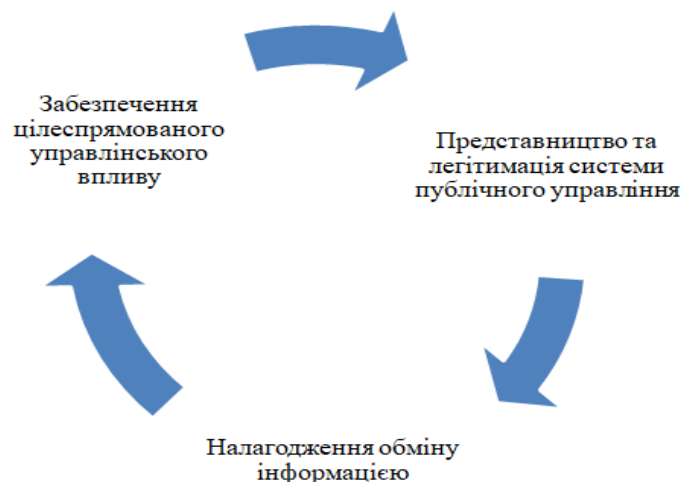 Забезпечення
цілеспрямованого
управлінського
впливу
Представництво та
легітимація системи
публічного управління
Налагодження обміну
інформацією